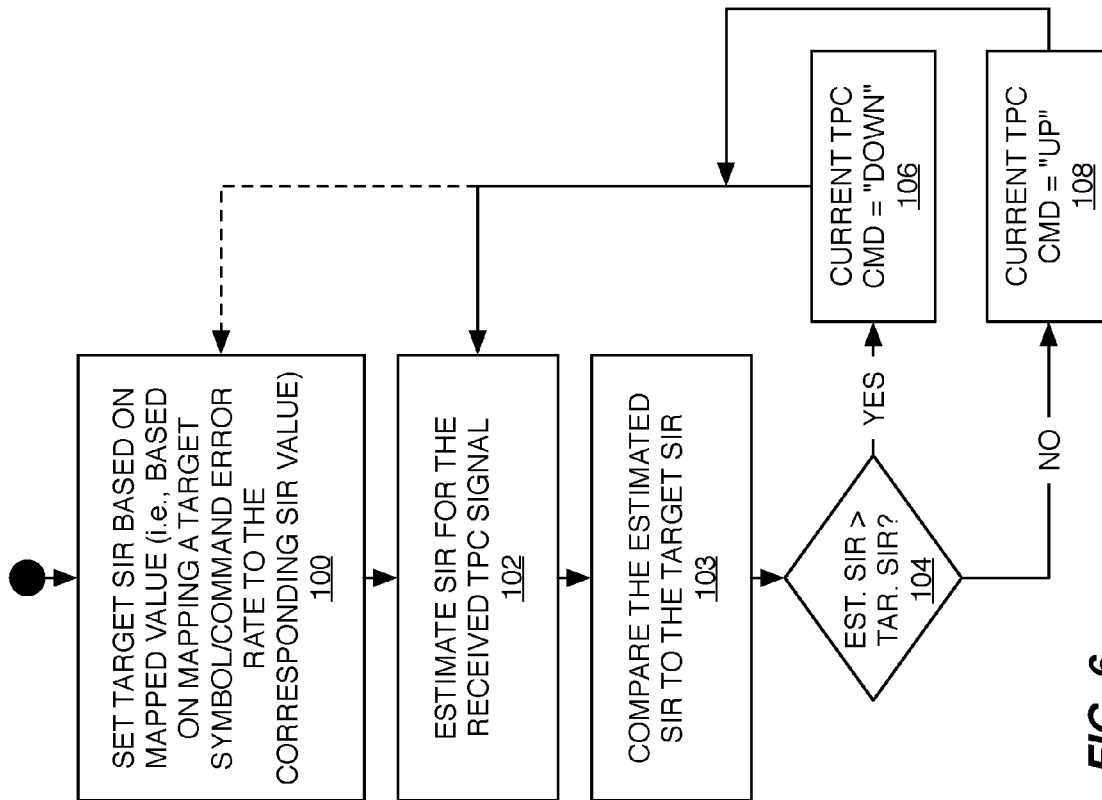 SET TARGET SIR BASED ON
MAPPED VALUE (i.e., BASED
ON MAPPING A TARGET
SYMBOL/COMMAND ERROR
RATE TO THE
CORRESPONDING SIR VALUE)
100
ESTIMATE SIR FOR THE
RECEIVED TPC SIGNAL
102
COMPARE THE ESTIMATED
SIR TO THE TARGET SIR
103
EST. SIR >
TAR. SIR?
104
YES
CURRENT TPC
CMD = "DOWN"
106
NO
CURRENT TPC
CMD = "UP"
108
FIG. 6